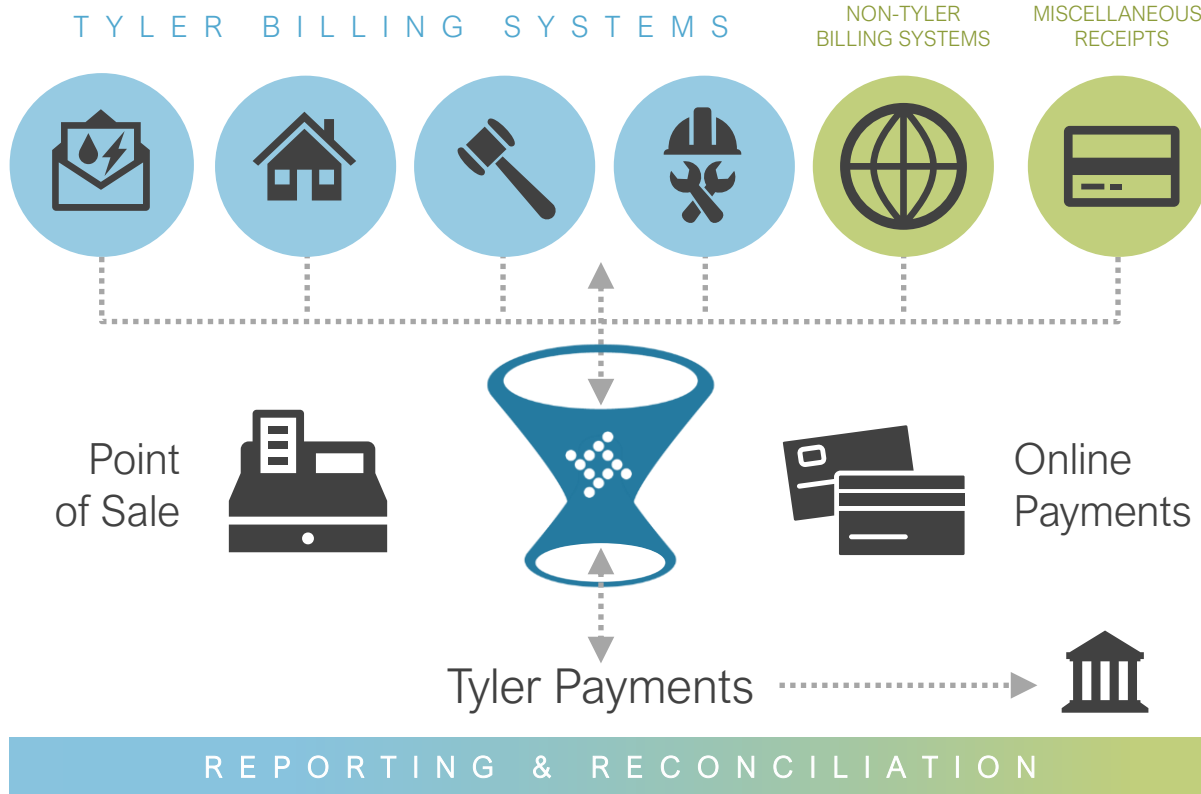 TYLER BILLING SYSTEMS
NON-TYLER
BILLING SYSTEMS
MISCELLANEOUS
RECEIPTS
Point
of Sale
Online
Payments
Tyler Payments
REPORTING & RECONCILIATION